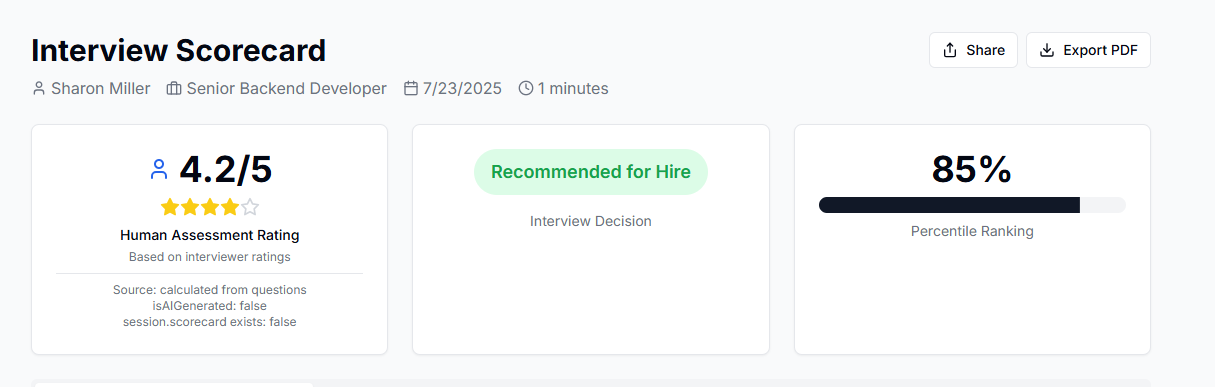 Interview Scorecard
Share
Export PDF
Sharon Miller
Senior Backend Developer
7/23/2025
1 minutes
4.2/5
Human Assessment Rating
Based on interviewer ratings
Source: calculated from questions
isAIGenerated: false
session.scorecard exists: false
Recommended for Hire
Interview Decision
85%
Percentile Ranking